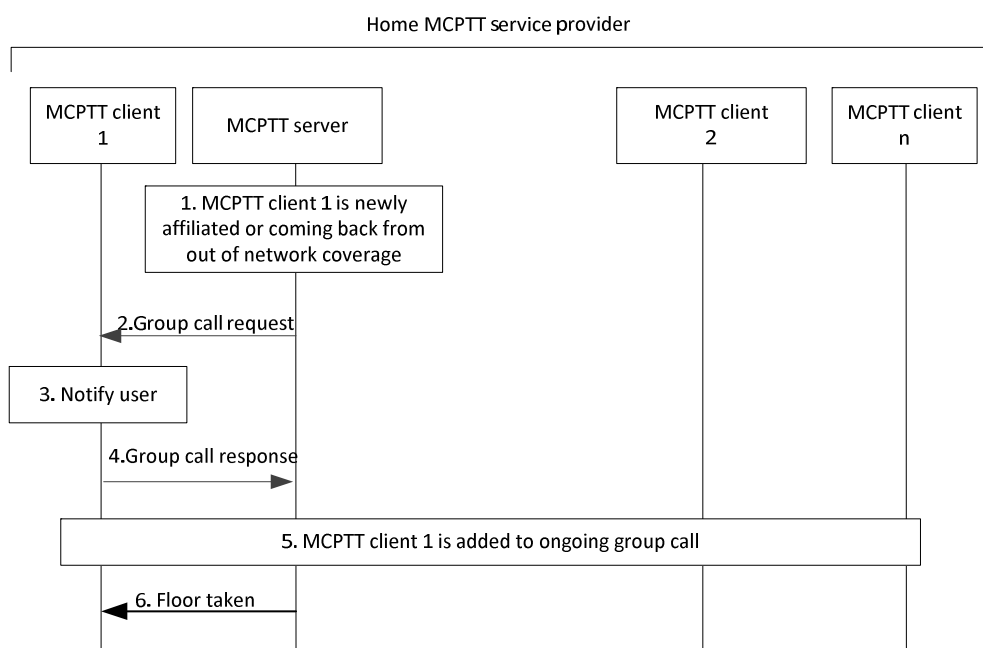 Home MCPTT service provider
MCPTT client
1
MCPTT server
MCPTT client
2
MCPTT client
n
1. MCPTT client 1 is newly
affiliated or coming back from
out of network coverage
2.Group call request
3. Notify user
4.Group call response
5. MCPTT client 1 is added to ongoing group call
6. Floor taken